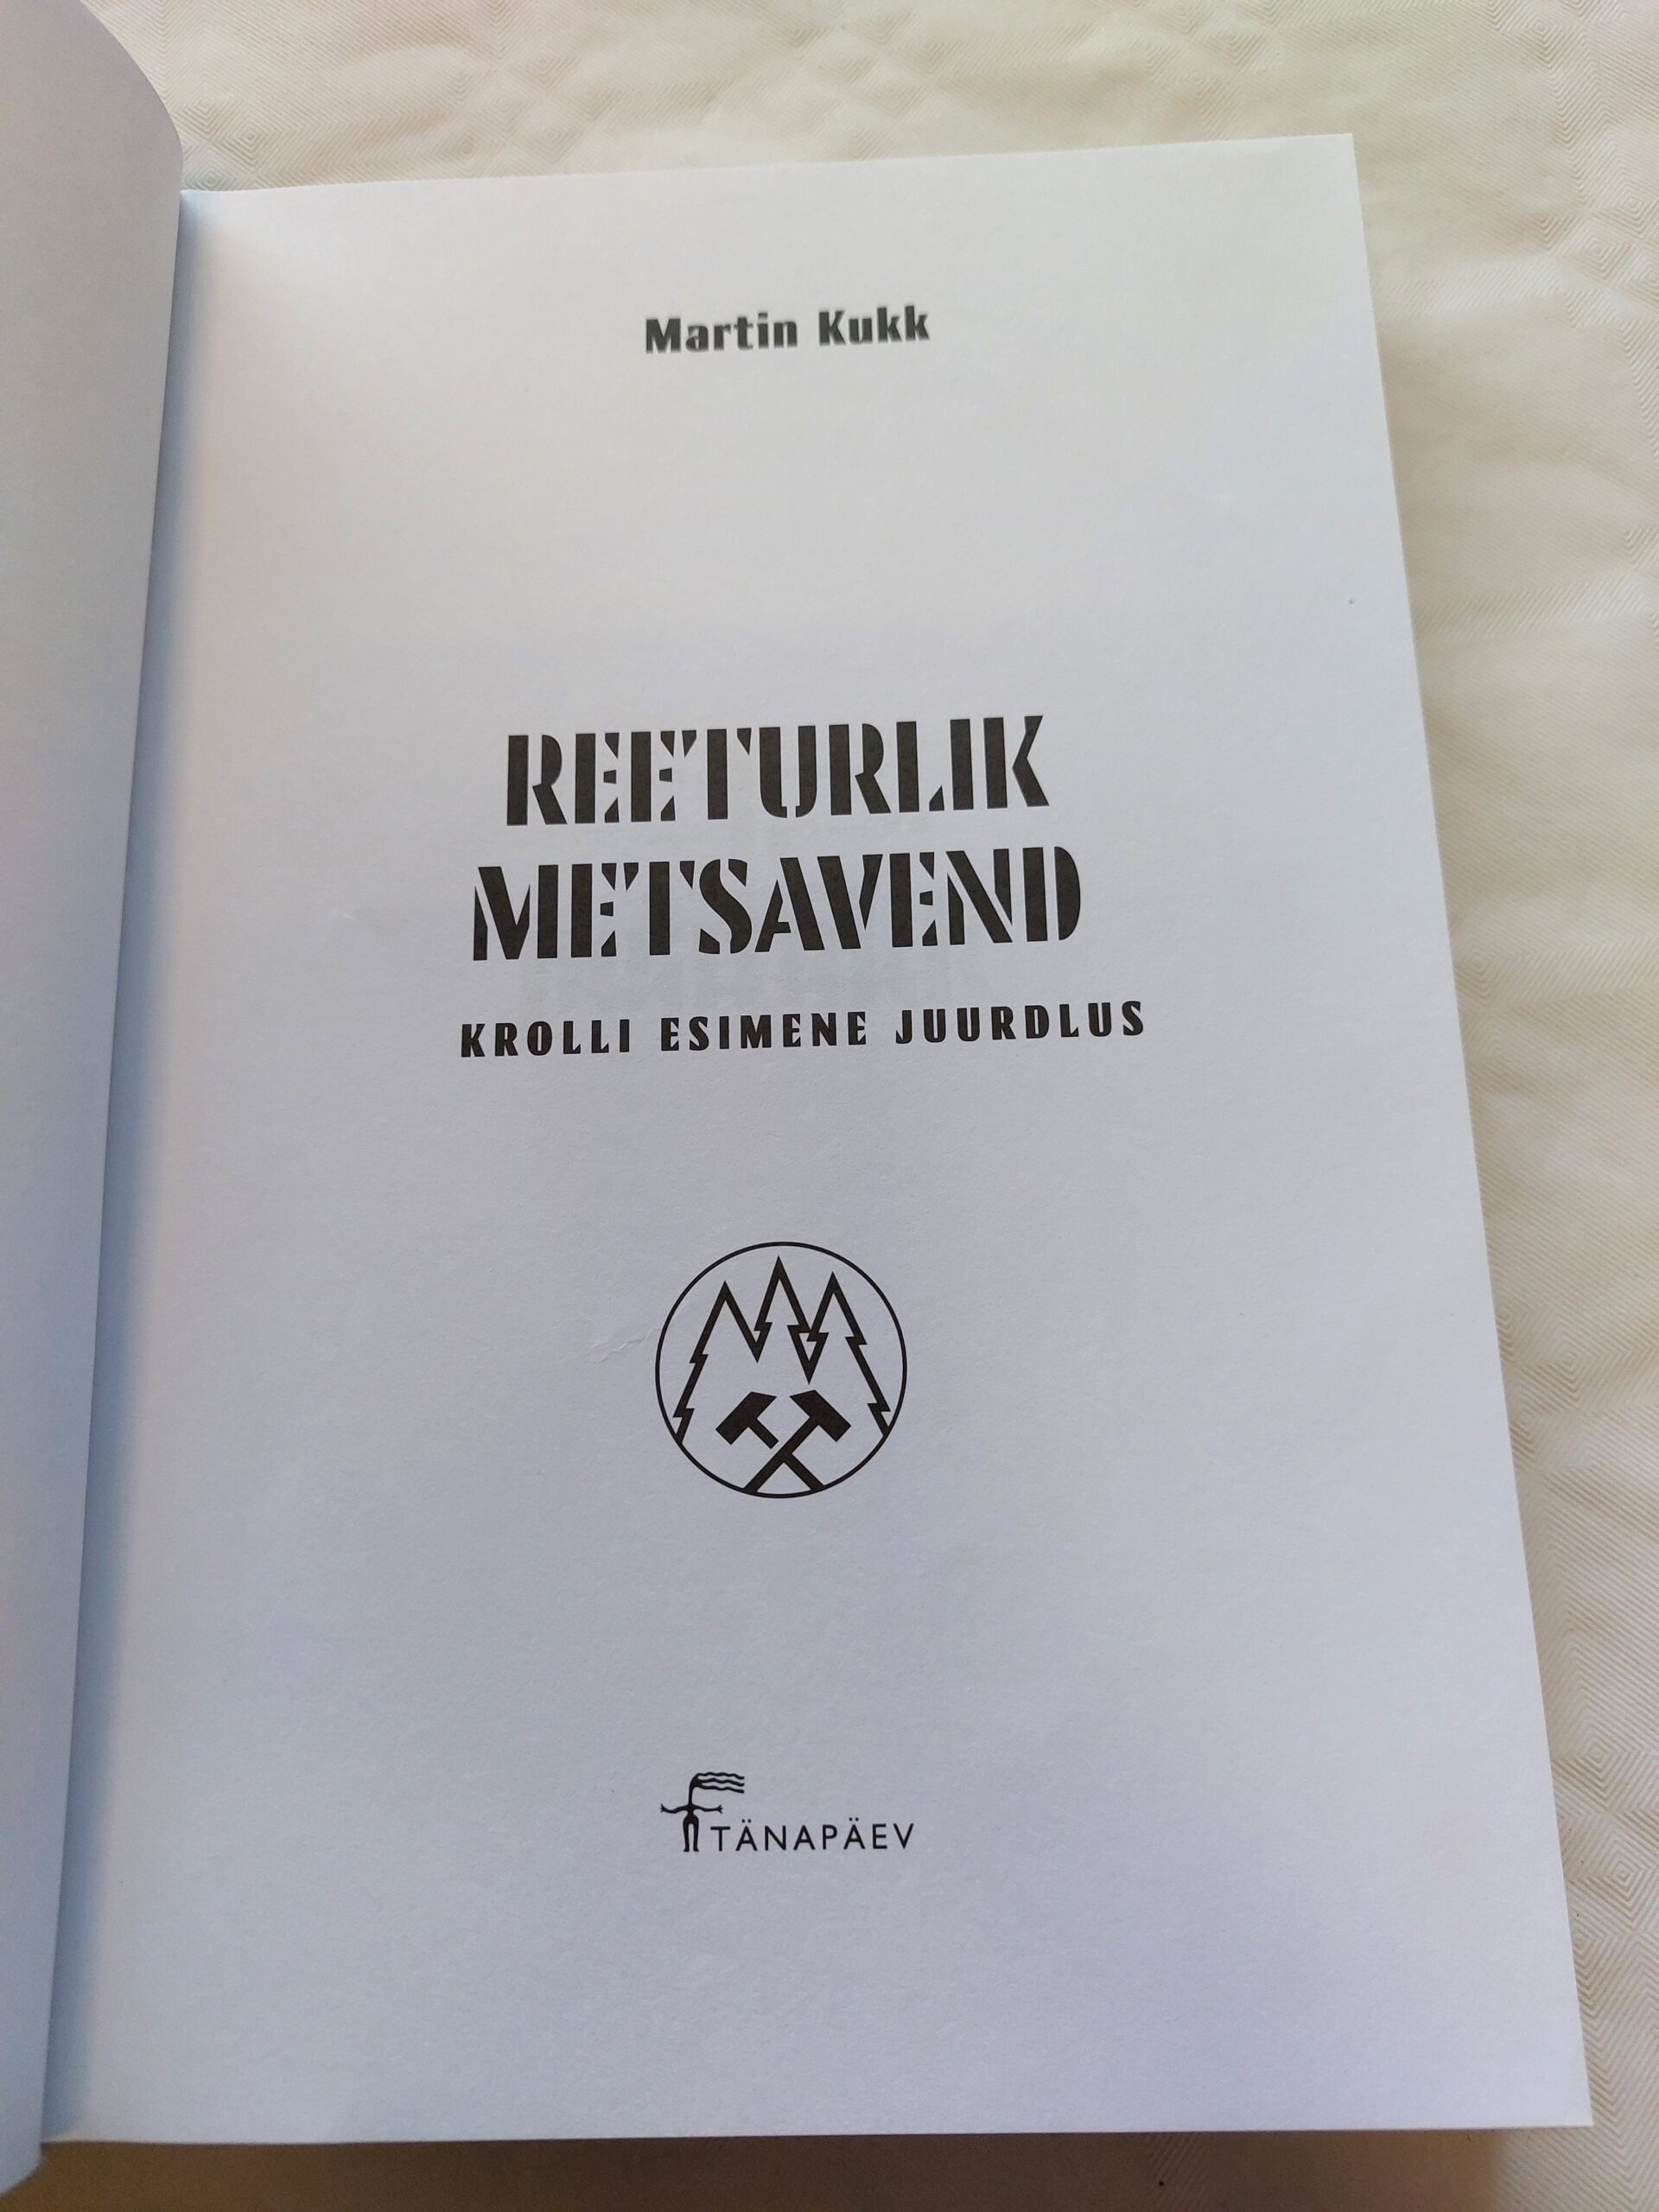 Martin Kukk
REETURLIK
METSAVEND
KROLLI ESIMENE JUURDLUS
TÄNAPÄEV